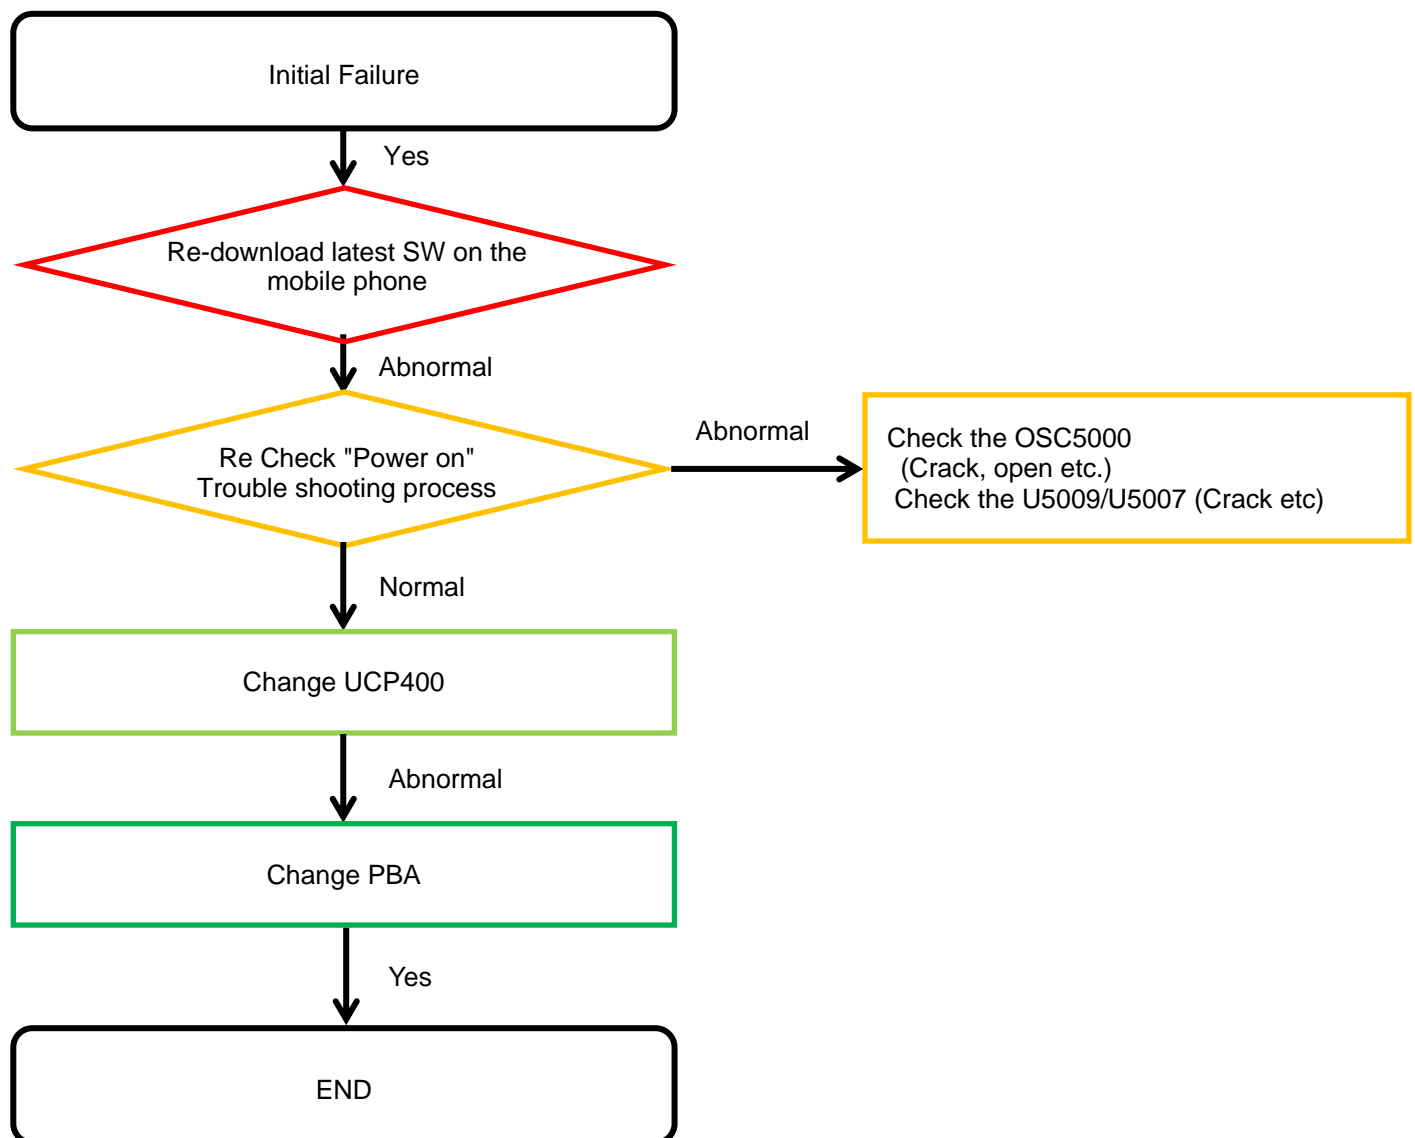 Initial Failure
Yes
Re-download latest SW on the
mobile phone
Abnormal
Re Check "Power on"
Trouble shooting process
Abnormal
Check the OSC5000
(Crack, open etc.)
Check the U5009/U5007 (Crack etc)
Normal
Change UCP400
Abnormal
Change PBA
Yes
END